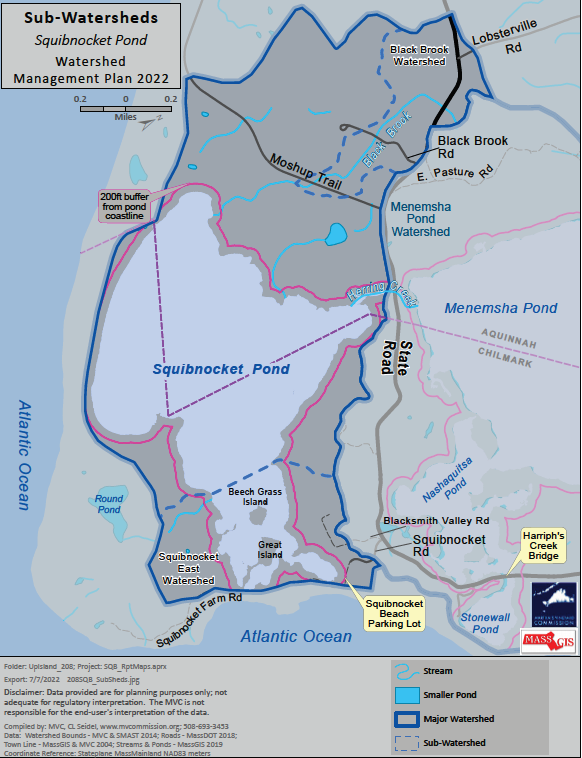 Sub-Watersheds
Squibnocket Pond
Watershed
Management Plan 2022
0.2 0 0.2
Miles
Z
Lobsterville
Rd
Black Brook
Watershed
Black Brook
Black Brook
Rd
Moshup Trail
E. Pasture Rd
200ft buffer
from pond
coastline
Menemsha
Pond
Watershed
Herring Creek
Menemsha Pond
AQUINNAH
CHILMARK
State
Road
Squibnocket Pond
Atlantic Ocean
Nashaquitsa
Pond
Round
Pond
Beech Grass
Island
Great
Island
Blacksmith Valley Rd
Squibnocket
Rd
Harriph's
Creek
Bridge
Squibnocket
East
Watershed
Squibnocket Farm Rd
Squibnocket
Beach
Parking Lot
Stonewall
Pond
Atlantic Ocean
COMMISSION
MASSGIS
Folder: UpIsland_208; Project: SQB_RptMaps.aprx
Export: 7/7/2022 208SQB_SubSheds.jpg
Disclaimer: Data provided are for planning purposes only; not
adequate for regulatory interpretation. The MVC is not
responsible for the end-user's interpretation of the data.
Compiled by: MVC, CL Seidel, www.mvcommission.org; 508-693-3453
Data: Watershed Bounds - MVC & SMAST 2014; Roads - MassDOT 2018;
Town Line - MassGIS & MVC 2004; Streams & Ponds - MassGIS 2019
Coordinate Reference: Stateplane MassMainland NAD83 meters
Stream
Smaller Pond
Major Watershed
Sub-Watershed